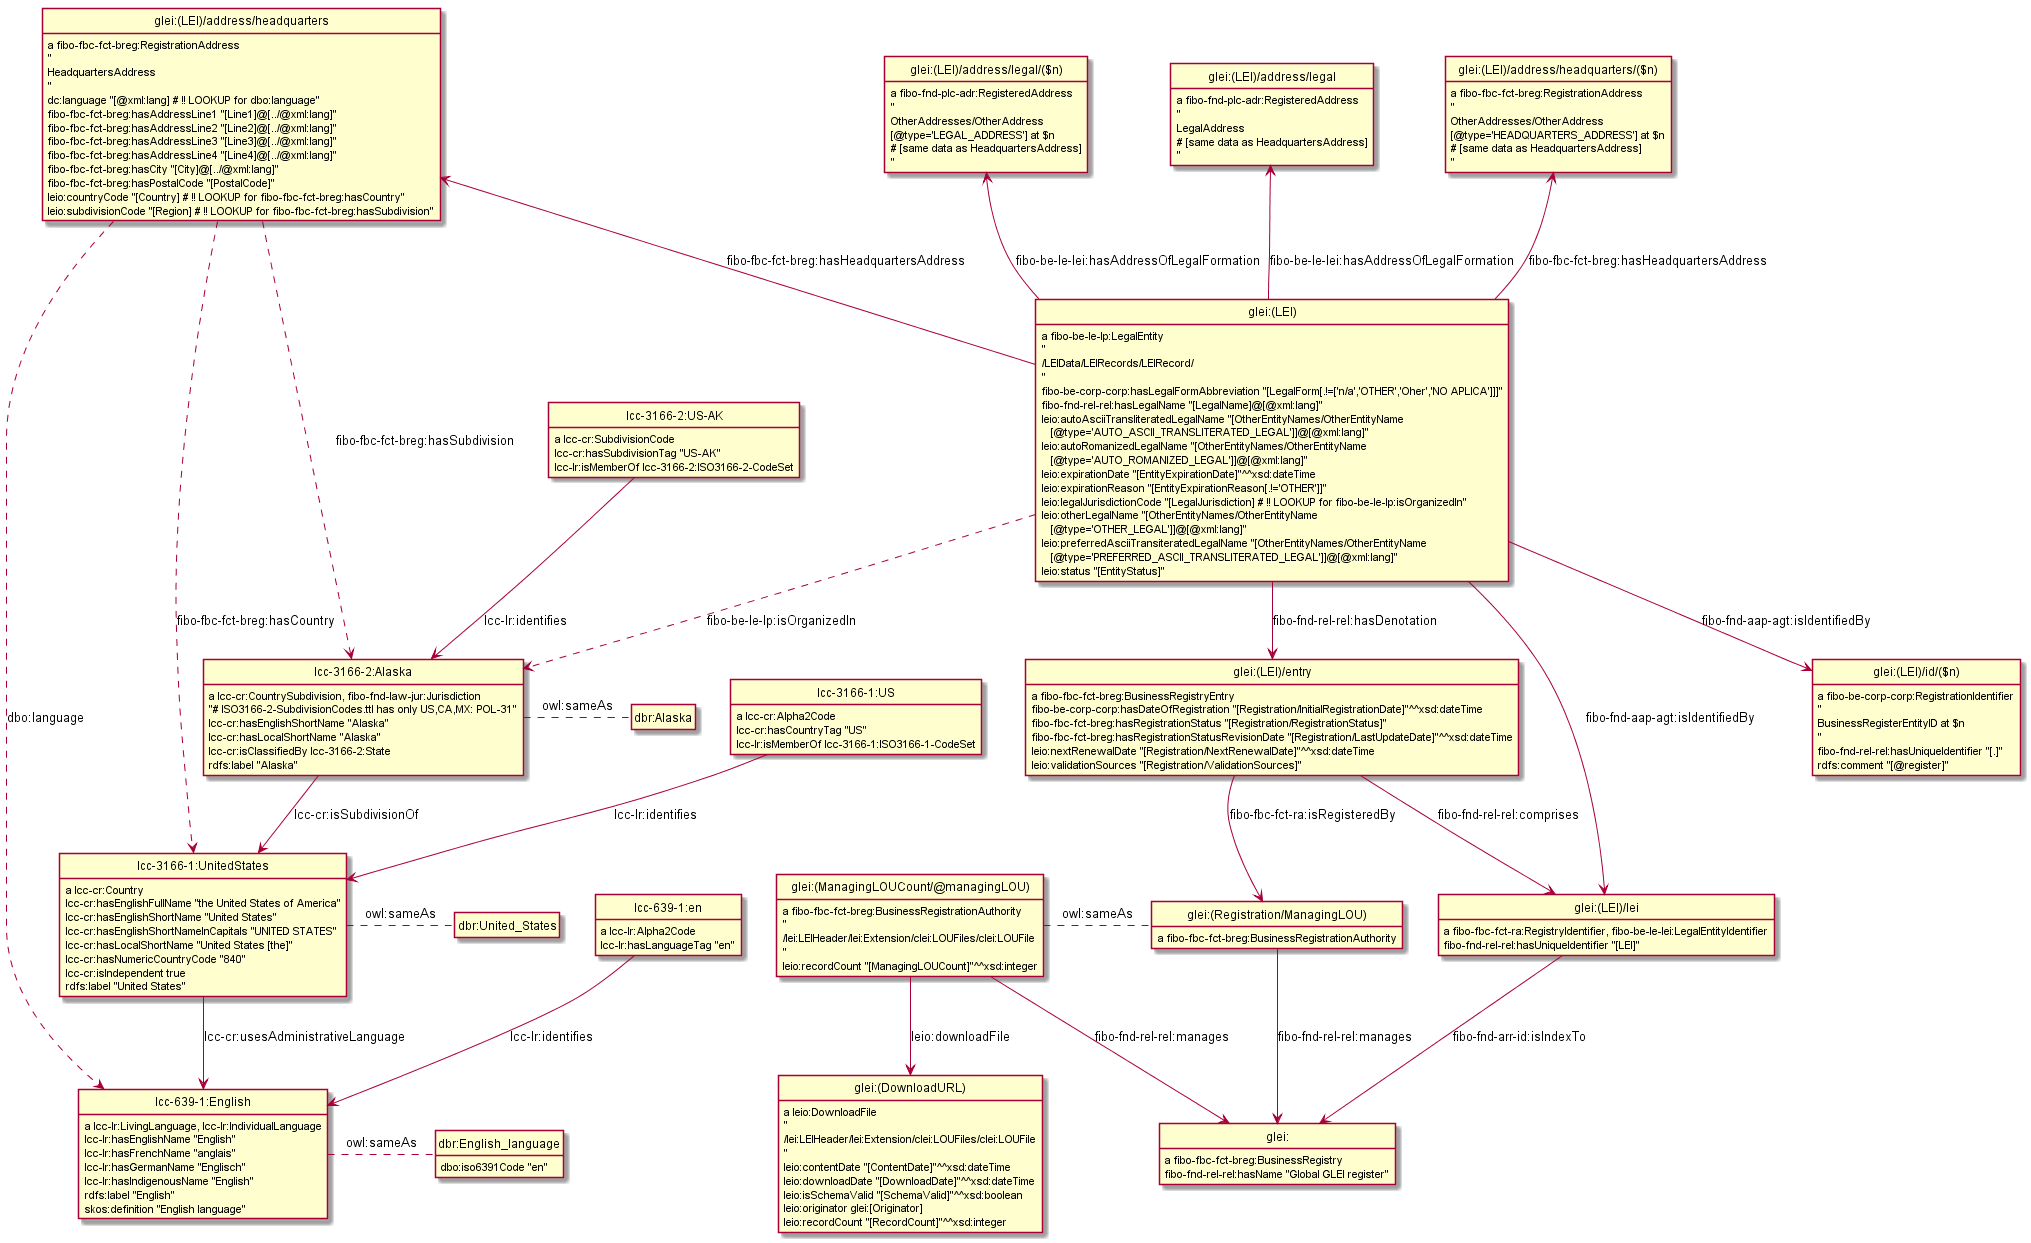 glei:(LEI)/address/headquarters
a fibo-fbc-fct-breg:RegistrationAddress
"
HeadquartersAddress
"
dc:language "[@xml:lang] # !! LOOKUP for dbo:language"
fibo-fbc-fct-breg:hasAddressLine1 "[Line1]@[../@xml:lang]"
fibo-fbc-fct-breg:hasAddressLine2 "[Line2]@[../@xml:lang]"
fibo-fbc-fct-breg:hasAddressLine3 "[Line3]@[../@xml:lang]"
fibo-fbc-fct-breg:hasAddressLine4 "[Line4]@[../@xml:lang]"
fibo-fbc-fct-breg:hasCity "[City]@[../@xml:lang]"
fibo-fbc-fct-breg:hasPostalCode "[PostalCode]"
leio:countryCode "[Country] # !! LOOKUP for fibo-fbc-fct-breg:hasCountry"
leio:subdivisionCode "[Region] # !! LOOKUP for fibo-fbc-fct-breg:hasSubdivision"
glei:(LEI)/address/legal/($n)
a fibo-fnd-plc-adr:RegisteredAddress
"
OtherAddresses/OtherAddress
[@type='LEGAL_ADDRESS'] at $n
# [same data as HeadquartersAddress]
"
glei:(LEI)/address/legal
a fibo-fnd-plc-adr:RegisteredAddress
"
LegalAddress
# [same data as HeadquartersAddress]
"
glei:(LEI)/address/headquarters/($n)
a fibo-fbc-fct-breg:RegistrationAddress
"
OtherAddresses/OtherAddress
[@type='HEADQUARTERS_ADDRESS'] at $n
# [same data as HeadquartersAddress]
"
fibo-fbc-fct-breg:hasHeadquartersAddress
fibo-be-le-lei:hasAddressOfLegalFormation
fibo-be-le-lei:hasAddressOfLegalFormation
fibo-fbc-fct-breg:hasHeadquartersAddress
glei:(LEI)
a fibo-be-le-lp:LegalEntity
"
/LEIData/LEIRecords/LEIRecord/
"
fibo-be-corp-corp:hasLegalFormAbbreviation "[LegalForm[.!=['n/a','OTHER','Oher','NO APLICA']]]"
fibo-fnd-rel-rel:hasLegalName "[LegalName]@[@xml:lang]"
leio:autoAsciiTransliteratedLegalName "[OtherEntityNames/OtherEntityName
[@type='AUTO_ASCII_TRANSLITERATED_LEGAL']]@[@xml:lang]"
leio:autoRomanizedLegalName "[OtherEntityNames/OtherEntityName
[@type='AUTO_ROMANIZED_LEGAL']]@[@xml:lang]"
leio:expirationDate "[EntityExpirationDate]"^^xsd:dateTime
leio:expirationReason "[EntityExpirationReason[.!='OTHER']]"
leio:legalJurisdictionCode "[LegalJurisdiction] # !! LOOKUP for fibo-be-le-lp:isOrganizedIn"
leio:otherLegalName "[OtherEntityNames/OtherEntityName
[@type='OTHER_LEGAL']]@[@xml:lang]"
leio:preferredAsciiTransiteratedLegalName "[OtherEntityNames/OtherEntityName
[@type='PREFERRED_ASCII_TRANSLITERATED_LEGAL']]@[@xml:lang]"
leio:status "[EntityStatus]"
lcc-3166-2:US-AK
a lcc-cr:SubdivisionCode
lcc-cr:hasSubdivisionTag "US-AK"
lcc-lr:isMemberOf lcc-3166-2:ISO3166-2-CodeSet
fibo-fbc-fct-breg:hasSubdivision
fibo-fbc-fct-breg:hasCountry
lcc-lr:identifies
fibo-be-le-lp:isOrganizedIn
fibo-fnd-rel-rel:hasDenotation
fibo-fnd-aap-agt:isIdentifiedBy
dbo:language
fibo-fnd-aap-agt:isIdentifiedBy
lcc-3166-2:Alaska
a lcc-cr:CountrySubdivision, fibo-fnd-law-jur:Jurisdiction
"# ISO3166-2-SubdivisionCodes.ttl has only US,CA,MX: POL-31"
lcc-cr:hasEnglishShortName "Alaska"
lcc-cr:hasLocalShortName "Alaska"
lcc-cr:isClassifiedBy lcc-3166-2:State
rdfs:label "Alaska"
owl:sameAs
dbr:Alaska
lcc-3166-1:US
a lcc-cr:Alpha2Code
lcc-cr:hasCountryTag "US"
lcc-lr:isMemberOf lcc-3166-1:ISO3166-1-CodeSet
glei:(LEI)/entry
a fibo-fbc-fct-breg:BusinessRegistryEntry
fibo-be-corp-corp:hasDateOfRegistration "[Registration/InitialRegistrationDate]"^^xsd:dateTime
fibo-fbc-fct-breg:hasRegistrationStatus "[Registration/RegistrationStatus]"
fibo-fbc-fct-breg:hasRegistrationStatusRevisionDate "[Registration/LastUpdateDate]"^^xsd:dateTime
leio:nextRenewalDate "[Registration/NextRenewalDate]"^^xsd:dateTime
leio:validationSources "[Registration/ValidationSources]"
glei:(LEI)/id/($n)
a fibo-be-corp-corp:RegistrationIdentifier
"
BusinessRegisterEntityID at $n
"
fibo-fnd-rel-rel:hasUniqueIdentifier "[.]"
rdfs:comment "[@register]"
lcc-cr:isSubdivisionOf
lcc-lr:identifies
fibo-fbc-fct-ra:isRegisteredBy
fibo-fnd-rel-rel:comprises
lcc-3166-1:UnitedStates
a lcc-cr:Country
lcc-cr:hasEnglishFullName "the United States of America"
lcc-cr:hasEnglishShortName "United States"
lcc-cr:hasEnglishShortNameInCapitals "UNITED STATES"
lcc-cr:hasLocalShortName "United States [the]"
lcc-cr:hasNumericCountryCode "840"
lcc-cr:isIndependent true
rdfs:label "United States"
owl:sameAs
dbr:United_States
lcc-639-1:en
a lcc-lr:Alpha2Code
lcc-lr:hasLanguageTag "en"
glei:(ManagingLOUCount/@managingLOU)
a fibo-fbc-fct-breg:BusinessRegistrationAuthority
"
/lei:LEIHeader/lei:Extension/clei:LOUFiles/clei:LOUFile
"
leio:recordCount "[ManagingLOUCount]"^^xsd:integer
owl:sameAs
glei:(Registration/ManagingLOU)
a fibo-fbc-fct-breg:BusinessRegistrationAuthority
glei:(LEI)/lei
a fibo-fbc-fct-ra:RegistryIdentifier, fibo-be-le-lei:LegalEntityIdentifier
fibo-fnd-rel-rel:hasUniqueIdentifier "[LEI]"
lcc-cr:usesAdministrativeLanguage
lcc-lr:identifies
leio:downloadFile
fibo-fnd-rel-rel:manages
fibo-fnd-rel-rel:manages
fibo-fnd-arr-id:isIndexTo
lcc-639-1:English
a lcc-lr:LivingLanguage, lcc-lr:IndividualLanguage
lcc-lr:hasEnglishName "English"
lcc-lr:hasFrenchName "anglais"
lcc-lr:hasGermanName "Englisch"
lcc-lr:hasIndigenousName "English"
rdfs:label "English"
skos:definition "English language"
owl:sameAs
dbr:English_language
dbo:iso6391Code "en"
glei:(DownloadURL)
a leio:DownloadFile
"
/lei:LEIHeader/lei:Extension/clei:LOUFiles/clei:LOUFile
"
leio:contentDate "[ContentDate]"^^xsd:dateTime
leio:downloadDate "[DownloadDate]"^^xsd:dateTime
leio:isSchemaValid "[SchemaValid]"^^xsd:boolean
leio:originator glei:[Originator]
leio:recordCount "[RecordCount]"^^xsd:integer
glei:
a fibo-fbc-fct-breg:BusinessRegistry
fibo-fnd-rel-rel:hasName "Global GLEI register"